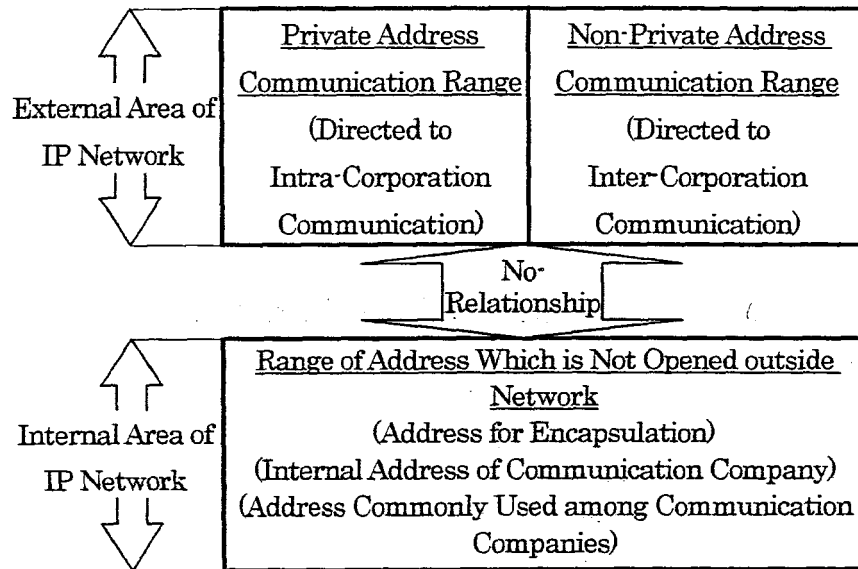 External Area of
IP Network
Private Address
Communication Range
(Directed to
Intra-Corporation
Communication)
Non-Private Address
Communication Range
(Directed to
Inter-Corporation
Communication)
No-
Relationship
Internal Area of
IP Network
Range of Address Which is Not Opened outside
Network
(Address for Encapsulation)
(Internal Address of Communication Company)
(Address Commonly Used among Communication
Companies)